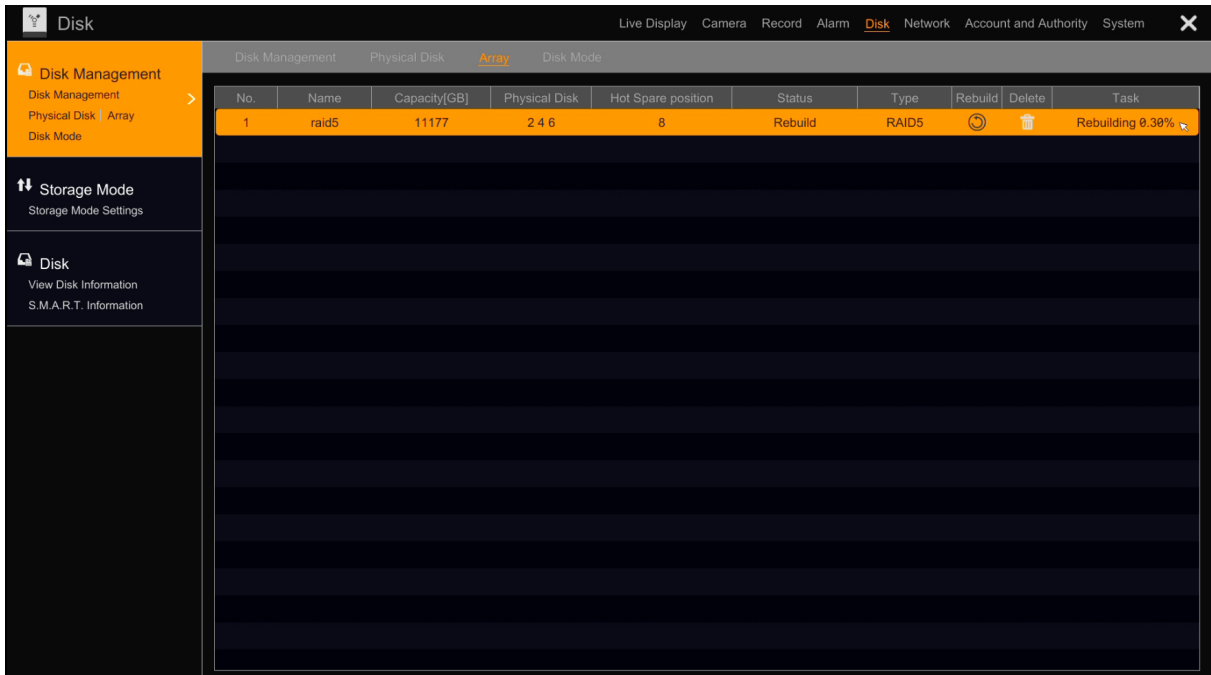 Disk
Live Display Camera Record Alarm Disk Network Account and Authority System
Disk Management Physical Disk Array Disk Mode
Disk Management
Disk Management
Physical Disk Array
Disk Mode
Storage Mode
Storage Mode Settings
Disk
View Disk Information
S.M.A.R.T. Information
No. Name Capacity[GB] Physical Disk Hot Spare position Status Type Rebuild Delete Task
1 raid5 11177 2 4 6 8 Rebuild RAID5 Rebuilding 0.30%